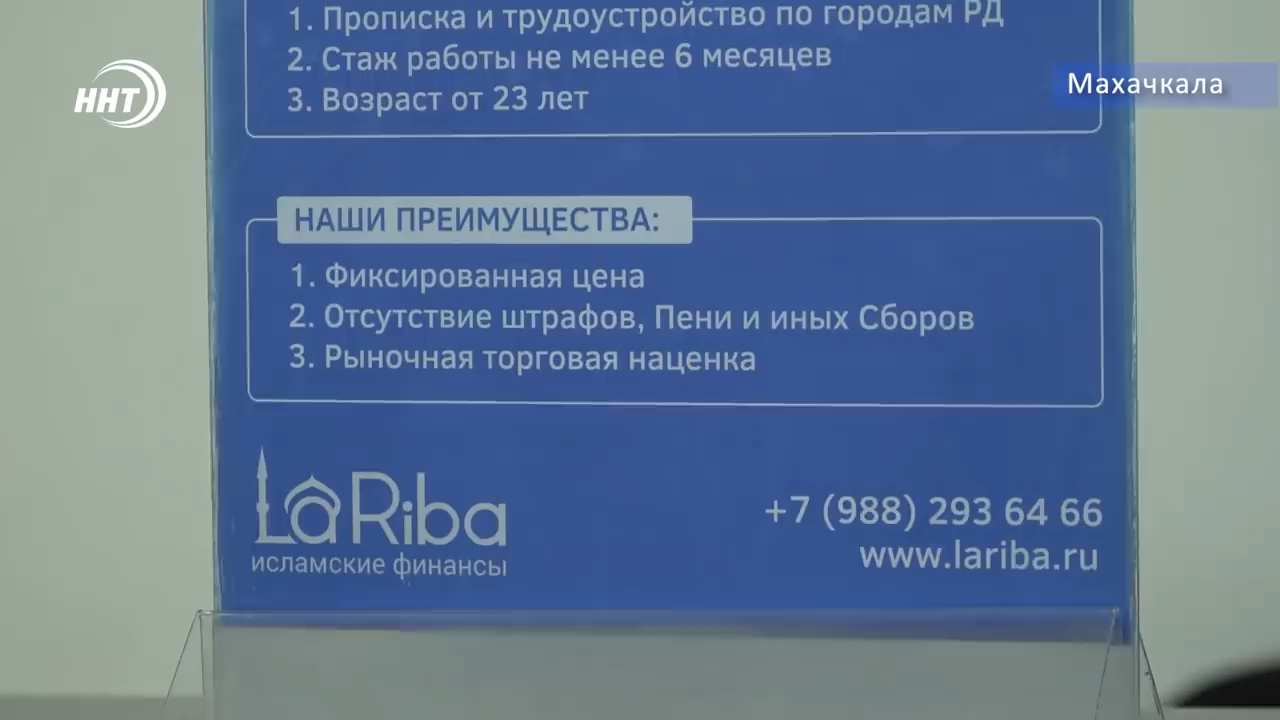 1. Прописка и трудоустройство по городам РД
2. Стаж работы не менее 6 месяцев
3. Возраст от 23 лет
ННТ
Махачкала
НАШИ ПРЕИМУЩЕСТВА:
1. Фиксированная цена
2. Отсутствие штрафов, Пени и иных Сборов
3. Рыночная торговая наценка
LaRiba
исламские финансы
+7 (988) 293 64 66
www.lariba.ru